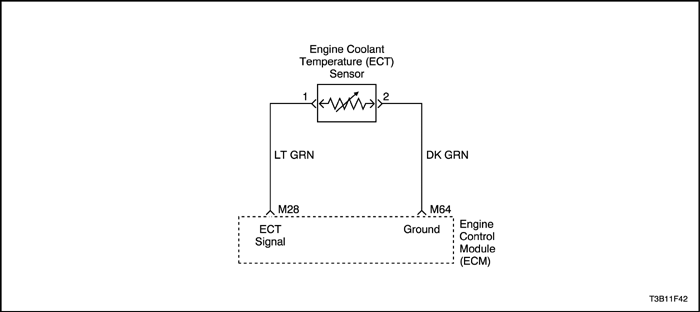 Engine Coolant
Temperature (ECT)
Sensor
1
2
LT GRN
DK GRN
M28
M64
ECT
Signal
Ground
Engine
Control
Module
(ECM)
T3B11F42